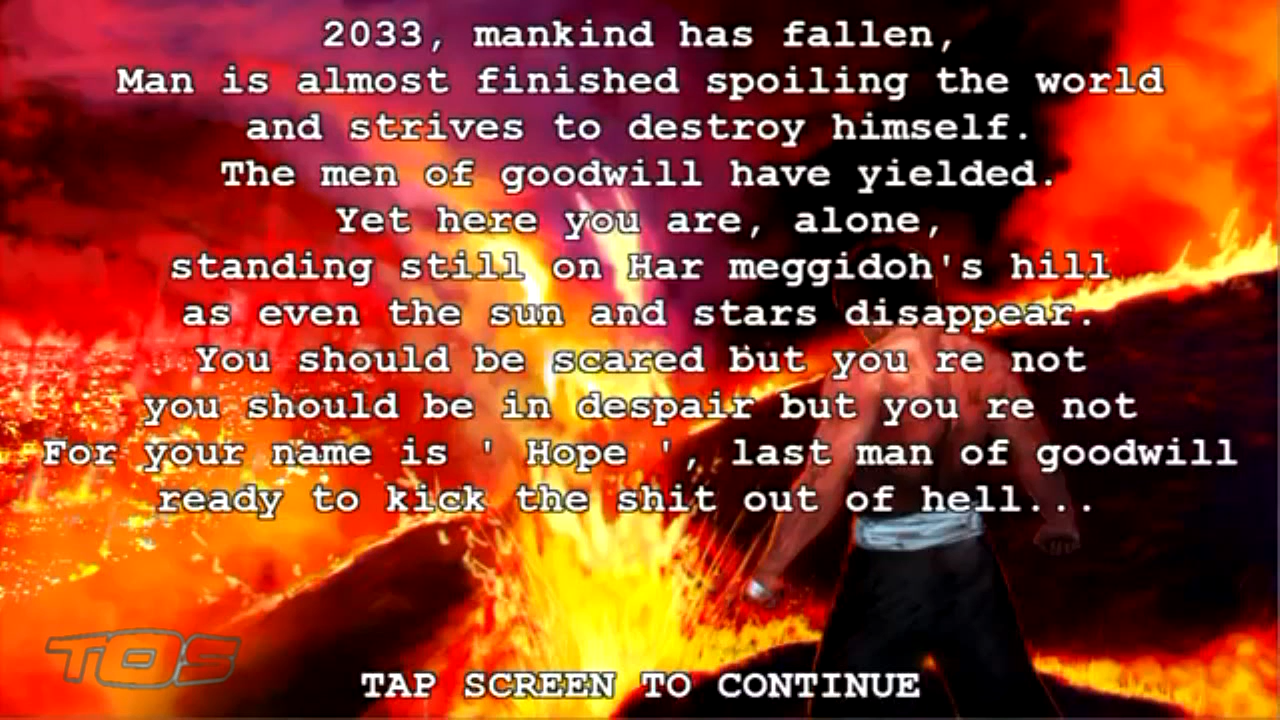 2033, mankind has fallen,
Man is almost finished spoiling the world
and strives to destroy himself.
The men of goodwill have yielded.
Yet here you are, alone,
standing still on Har meggidoh's hill
as even the sun and stars disappear.
You should be scared but you re not
you should be in despair but you re not
For your name is ' Hope ', last man of goodwill
ready to kick the shit out of hell...
TOS
TAP SCREEN TO CONTINUE